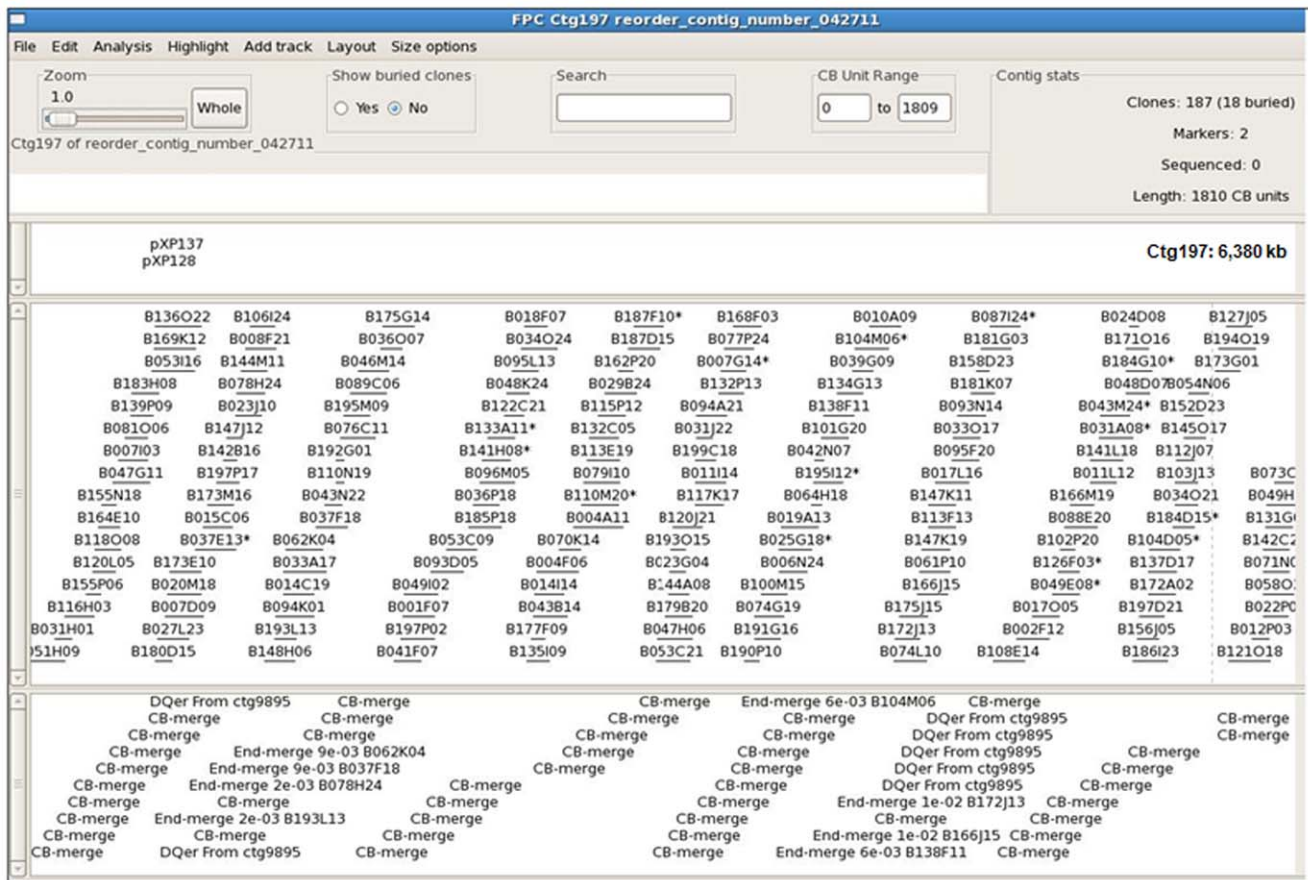 FPC Ctg197 reorder_contig_number_042711
File Edit Analysis Highlight Add track Layout Size options
Zoom Show buried clones Search CB Unit Range Contig stats
1.0 Whole Yes No 0 to 1809 Clones: 187 (18 buried)
Markers: 2
Ctg197 of reorder_contig_number_042711
Sequenced: 0
Length: 1810 CB units
pXP137
pXP128
Ctg197: 6,380 kb
B136O22 B106I24 B175G14 B018F07 B187F10* B168F03 B010A09 B087I24* B024D08 B127J05
B169K12 B008F21 B036O07 B034O24 B187D15 B077P24 B104M06* B181G03 B171O16 B194O19
B053I16 B144M11 B046M14 B095L13 B162P20 B007G14* B039G09 B158D23 B184G10* B173G01
B183H08 B078H24 B089C06 B048K24 B029B24 B132P13 B134G13 B181K07 B048D07 B054N06
B139P09 B023J10 B195M09 B122C21 B115P12 B094A21 B138F11 B093N14 B043M24* B152D23
B081O06 B147J12 B076C11 B133A11* B132C05 B031J22 B101G20 B033O17 B031A08* B145O17
B007I03 B142B16 B192G01 B141H08* B113E19 B199C18 B042N07 B095F20 B141L18 B112J07
B047G11 B197P17 B110N19 B096M05 B079I10 B011I14 B195I12* B017L16 B011L12 B103J13 B073C
B155N18 B173M16 B043N22 B036P18 B110M20* B117K17 B064H18 B147K11 B166M19 B034O21 B049H
B164E10 B015C06 B037F18 B185P18 B004A11 B120J21 B019A13 B113F13 B088E20 B184D15* B131G
B118O08 B037E13* B062K04 B053C09 B070K14 B193O15 B025G18* B147K19 B102P20 B104D05* B142C2
B120L05 B173E10 B033A17 B093D05 B004F06 B023G04 B006N24 B061P10 B126F03* B137D17 B071N0
B155P06 B020M18 B014C19 B049I02 B014I14 B144A08 B100M15 B166J15 B049E08* B172A02 B058O
B116H03 B007D09 B094K01 B001F07 B043B14 B179B20 B074G19 B175J15 B017O05 B197D21 B022P0
B031H01 B027L23 B193L13 B197P02 B177F09 B047H06 B191G16 B172J13 B002F12 B156J05 B012P03
051H09 B180D15 B148H06 B041F07 B135I09 B053C21 B190P10 B074L10 B108E14 B186I23 B121O18
DQer From ctg9895 CB-merge CB-merge End-merge 6e-03 B104M06 CB-merge
CB-merge CB-merge CB-merge CB-merge DQer From ctg9895 CB-merge
CB-merge CB-merge CB-merge CB-merge DQer From ctg9895 CB-merge
CB-merge End-merge 9e-03 B062K04 CB-merge CB-merge DQer From ctg9895 CB-merge
CB-merge End-merge 9e-03 B037F18 CB-merge CB-merge DQer From ctg9895 CB-merge
CB-merge End-merge 2e-03 B078H24 CB-merge CB-merge DQer From ctg9895 CB-merge
CB-merge CB-merge CB-merge CB-merge End-merge 1e-02 B172J13 CB-merge
CB-merge End-merge 2e-03 B193L13 CB-merge CB-merge CB-merge CB-merge
CB-merge CB-merge CB-merge CB-merge End-merge 1e-02 B166J15 CB-merge
CB-merge DQer From ctg9895 CB-merge CB-merge End-merge 6e-03 B138F11 CB-merge